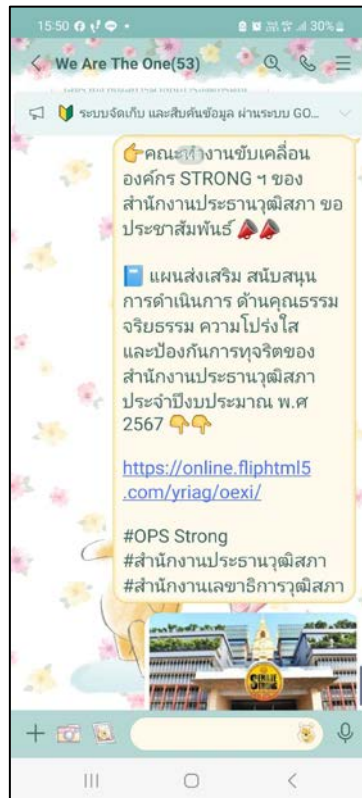 15:50
30%
We Are The One(53)
🔰 ระบบจัดเก็บ และสืบค้นข้อมูล ผ่านระบบ GO...
👉คณะทำงานขับเคลื่อน
องค์กร STRONG ฯ ของ
สำนักงานประธานวุฒิสภา ขอ
ประชาสัมพันธ์ 📣📣
📘 แผนส่งเสริม สนับสนุน
การดำเนินการ ด้านคุณธรรม
จริยธรรม ความโปร่งใส
และป้องกันการทุจริตของ
สำนักงานประธานวุฒิสภา
ประจำปีงบประมาณ พ.ศ
2567 👇👇
https://online.fliphtml5
.com/yriag/oexi/
#OPS Strong
#สำนักงานประธานวุฒิสภา
#สำนักงานเลขาธิการวุฒิสภา
SENATE
STRONG